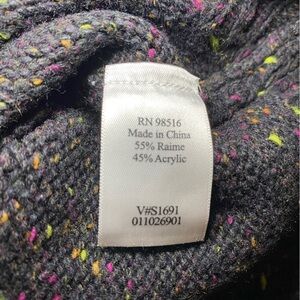 RN 98516
Made in China
55% Raime
45% Acrylic
V#S1691
011026901